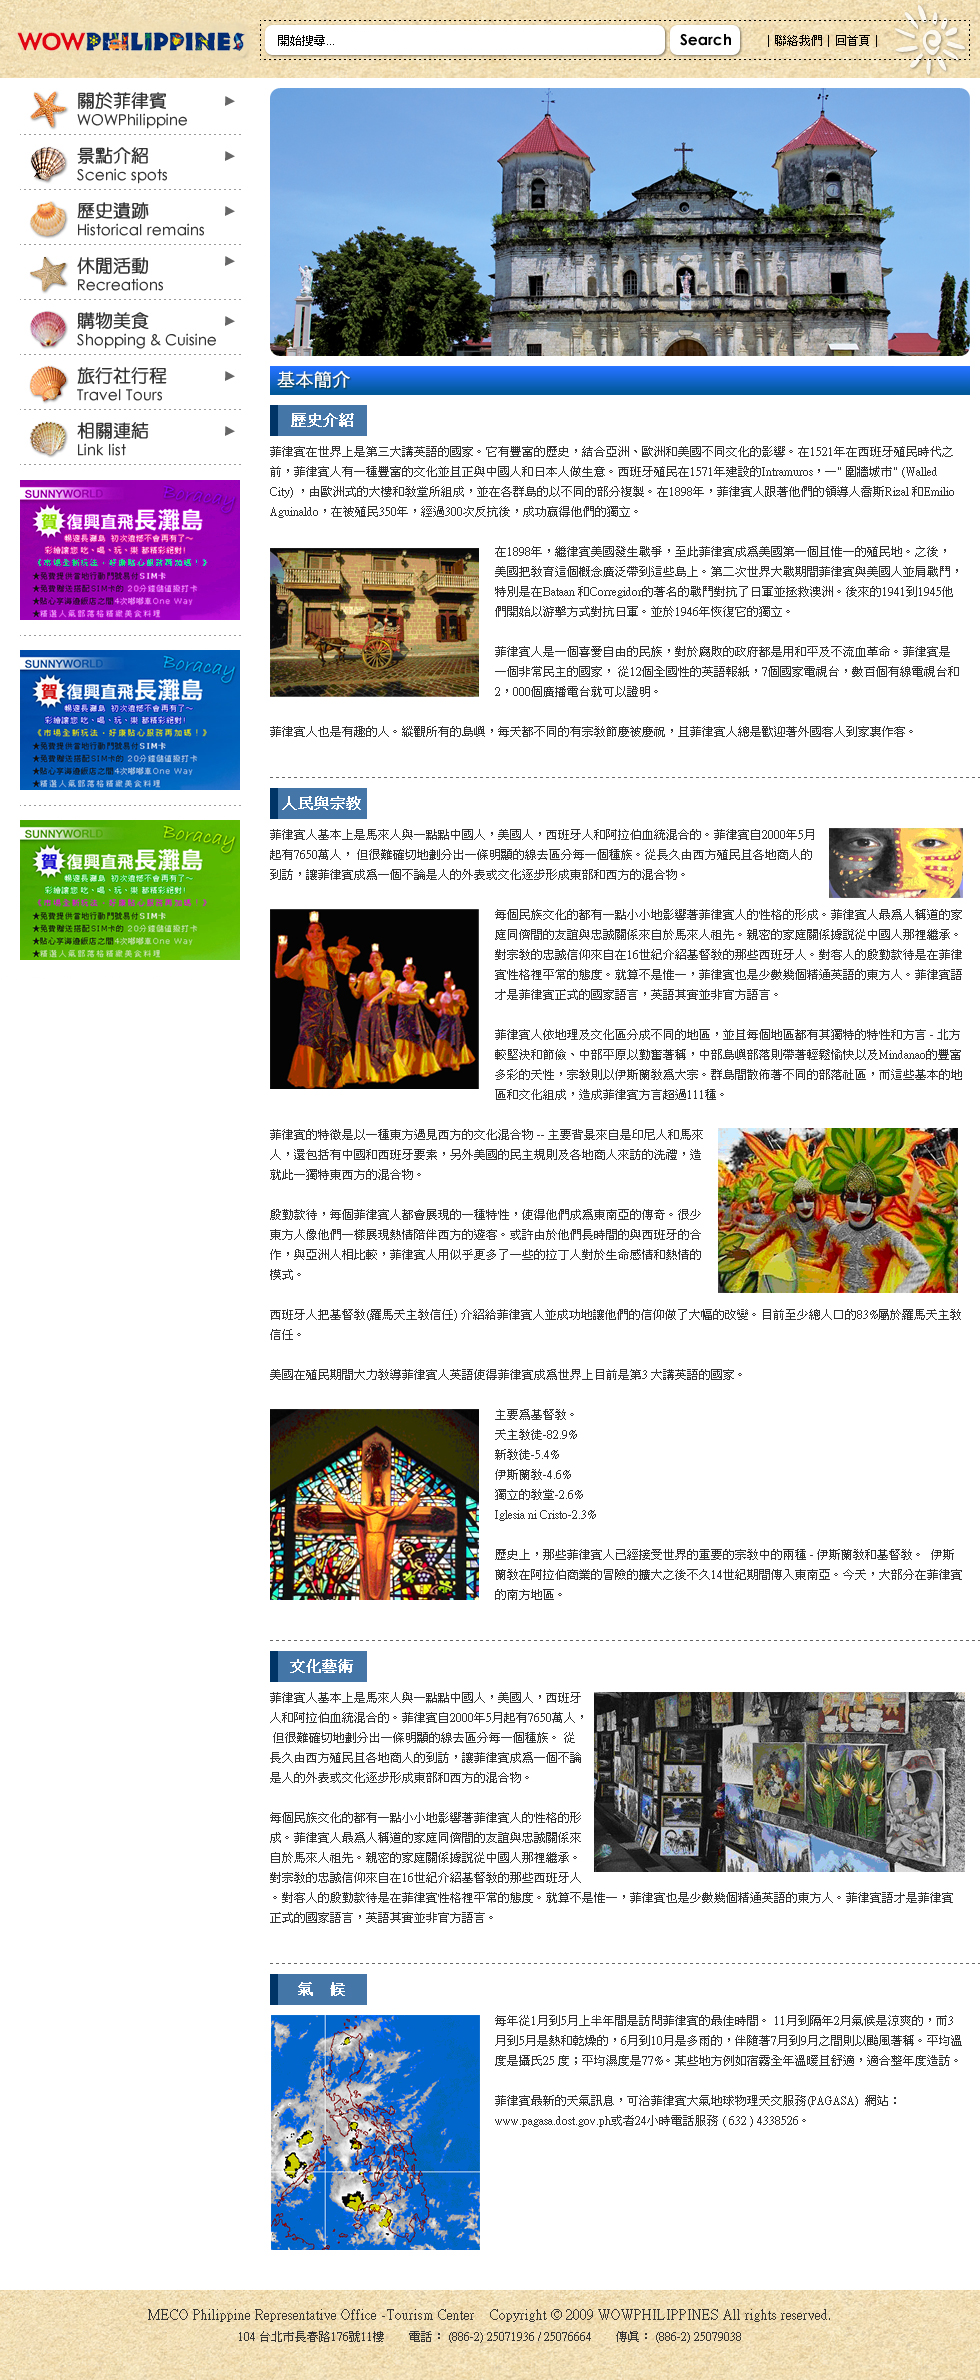 WOWPHILIPPINES
開始搜尋...
Search
| 聯絡我們 | 回首頁 |
關於菲律賓
WOWPhilippine
景點介紹
Scenic spots
歷史遺跡
Historical remains
休閒活動
Recreations
購物美食
Shopping & Cuisine
旅行社行程
Travel Tours
相關連結
Link list
SUNNYWORLD
Boracay
賀 復興直飛長灘島
暢遊長灘島 初次遊憾不會再有了～
彩繪讓您 吃、喝、玩、樂 都精彩絕對!
《市場全新玩法，好康貼心服務再加碼！》
★免費提供當地行動門號易付SIM卡
★免費贈送搭配SIM卡的 20分鐘儲值撥打卡
★貼心享海邊飯店之間4次嘟嘟車One Way
★精選人氣部落格精緻美食料理
SUNNYWORLD
Boracay
賀 復興直飛長灘島
暢遊長灘島 初次遊憾不會再有了～
彩繪讓您 吃、喝、玩、樂 都精彩絕對!
《市場全新玩法，好康貼心服務再加碼！》
★免費提供當地行動門號易付SIM卡
★免費贈送搭配SIM卡的 20分鐘儲值撥打卡
★貼心享海邊飯店之間4次嘟嘟車One Way
★精選人氣部落格精緻美食料理
SUNNYWORLD
Boracay
賀 復興直飛長灘島
暢遊長灘島 初次遊憾不會再有了～
彩繪讓您 吃、喝、玩、樂 都精彩絕對!
《市場全新玩法，好康貼心服務再加碼！》
★免費提供當地行動門號易付SIM卡
★免費贈送搭配SIM卡的 20分鐘儲值撥打卡
★貼心享海邊飯店之間4次嘟嘟車One Way
★精選人氣部落格精緻美食料理
基本簡介
歷史介紹
菲律賓在世界上是第三大講英語的國家。它有豐富的歷史，結合亞洲、歐洲和美國不同文化的影響。在1521年在西班牙殖民時代之
前，菲律賓人有一種豐富的文化並且正與中國人和日本人做生意。西班牙殖民在1571年建設的Intramuros，一" 圍牆城市" (Walled
City) ，由歐洲式的大樓和教堂所組成，並在各群島的以不同的部分複製。在1898年，菲律賓人跟著他們的領導人喬斯Rizal 和Emilio
Aguinaldo，在被殖民350年，經過300次反抗後，成功贏得他們的獨立。
在1898年，繼律賓美國發生戰爭，至此菲律賓成為美國第一個且惟一的殖民地。之後，
美國把教育這個概念廣泛帶到這些島上。第二次世界大戰期間菲律賓與美國人並肩戰鬥，
特別是在Bataan 和Corregidor的著名的戰鬥對抗了日軍並拯救澳洲。後來的1941到1945他
們開始以游擊方式對抗日軍。並於1946年恢復它的獨立。
菲律賓人是一個喜愛自由的民族，對於腐敗的政府都是用和平及不流血革命。菲律賓是
一個非常民主的國家， 從12個全國性的英語報紙，7個國家電視台，數百個有線電視台和
2，000個廣播電台就可以證明。
菲律賓人也是有趣的人。縱觀所有的島嶼，每天都不同的有宗教節慶被慶祝，且菲律賓人總是歡迎著外國客人到家裏作客。
人民與宗教
菲律賓人基本上是馬來人與一點點中國人，美國人，西班牙人和阿拉伯血統混合的。菲律賓自2000年5月
起有7650萬人， 但很難確切地劃分出一條明顯的線去區分每一個種族。從長久由西方殖民且各地商人的
到訪，讓菲律賓成為一個不論是人的外表或文化逐步形成東部和西方的混合物。
每個民族文化的都有一點小小地影響著菲律賓人的性格的形成。菲律賓人最為人稱道的家
庭同儕間的友誼與忠誠關係來自於馬來人祖先。親密的家庭關係據說從中國人那裡繼承。
對宗教的忠誠信仰來自在16世紀介紹基督教的那些西班牙人。對客人的殷勤款待是在菲律
賓性格裡平常的態度。就算不是惟一，菲律賓也是少數幾個精通英語的東方人。菲律賓語
才是菲律賓正式的國家語言，英語其實並非官方語言。
菲律賓人依地理及文化區分成不同的地區，並且每個地區都有其獨特的特性和方言 - 北方
較堅決和節儉、中部平原以勤奮著稱，中部島嶼部落則帶著輕鬆愉快以及Mindanao的豐富
多彩的天性，宗教則以伊斯蘭教為大宗。群島間散佈著不同的部落社區，而這些基本的地
區和文化組成，造成菲律賓方言超過111種。
菲律賓的特徵是以一種東方遇見西方的文化混合物 -- 主要背景來自是印尼人和馬來
人，還包括有中國和西班牙要素，另外美國的民主規則及各地商人來訪的洗禮，造
就此一獨特東西方的混合物。
殷勤款待，每個菲律賓人都會展現的一種特性，使得他們成為東南亞的傳奇。很少
東方人像他們一樣展現熱情陪伴西方的遊客。或許由於他們長時間的與西班牙的合
作，與亞洲人相比較，菲律賓人用似乎更多了一些的拉丁人對於生命感情和熱情的
模式。
西班牙人把基督教(羅馬天主教信任) 介紹給菲律賓人並成功地讓他們的信仰做了大幅的改變。目前至少總人口的83%屬於羅馬天主教
信任。
美國在殖民期間大力教導菲律賓人英語使得菲律賓成為世界上目前是第3 大講英語的國家。
主要為基督教。
天主教徒-82.9%
新教徒-5.4%
伊斯蘭教-4.6%
獨立的教堂-2.6%
Iglesia ni Cristo-2.3%
歷史上，那些菲律賓人已經接受世界的重要的宗教中的兩種 - 伊斯蘭教和基督教。 伊斯
蘭教在阿拉伯商業的冒險的擴大之後不久14世紀期間傳入東南亞。今天，大部分在菲律賓
的南方地區。
文化藝術
菲律賓人基本上是馬來人與一點點中國人，美國人，西班牙
人和阿拉伯血統混合的。菲律賓自2000年5月起有7650萬人，
但很難確切地劃分出一條明顯的線去區分每一個種族。 從
長久由西方殖民且各地商人的到訪，讓菲律賓成為一個不論
是人的外表或文化逐步形成東部和西方的混合物。
每個民族文化的都有一點小小地影響著菲律賓人的性格的形
成。菲律賓人最為人稱道的家庭同儕間的友誼與忠誠關係來
自於馬來人祖先。親密的家庭關係據說從中國人那裡繼承。
對宗教的忠誠信仰來自在16世紀介紹基督教的那些西班牙人
。對客人的殷勤款待是在菲律賓性格裡平常的態度。就算不是惟一，菲律賓也是少數幾個精通英語的東方人。菲律賓語才是菲律賓
正式的國家語言，英語其實並非官方語言。
氣 候
每年從1月到5月上半年間是訪問菲律賓的最佳時間。 11月到隔年2月氣候是涼爽的，而3
月到5月是熱和乾燥的，6月到10月是多雨的，伴隨著7月到9月之間則以颱風著稱。平均溫
度是攝氏25 度；平均濕度是77%。某些地方例如宿霧全年溫暖且舒適，適合整年度造訪。
菲律賓最新的天氣訊息，可洽菲律賓大氣地球物理天文服務(PAGASA) 網站：
www.pagasa.dost.gov.ph或者24小時電話服務 ( 632 ) 4338526。
MECO Philippine Representative Office -Tourism Center Copyright © 2009 WOWPHILIPPINES All rights reserved.
104 台北市長春路176號11樓 電話： (886-2) 25071936 / 25076664 傳真： (886-2) 25079038